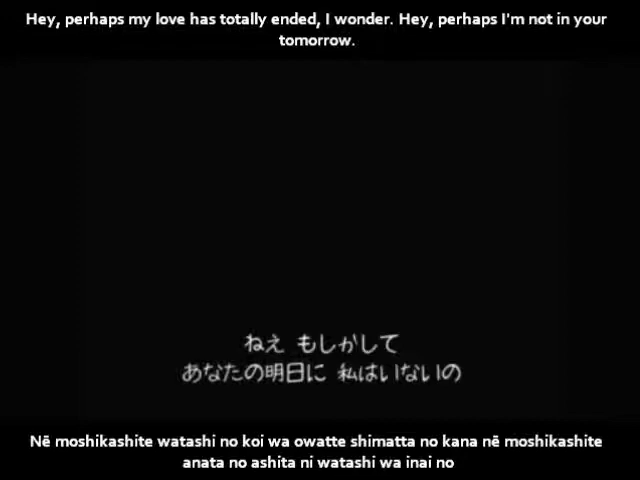 Hey, perhaps my love has totally ended, I wonder. Hey, perhaps I'm not in your
tomorrow.
ねえ もしかして
あなたの明日に 私はいないの
Nē moshikashite watashi no koi wa owatte shimatta no kana nē moshikashite
anata no ashita ni watashi wa inai no